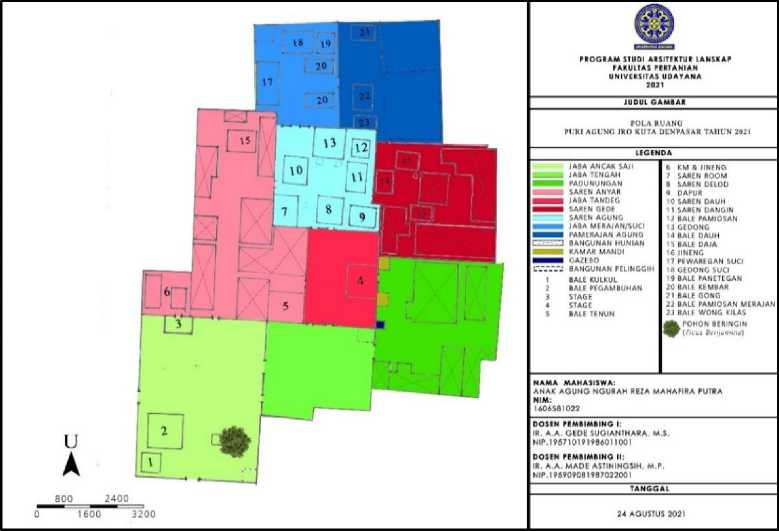 18
19
20
17
20
21
22
23
15
13
12
10
11
7
8
9
14
6
3
5
4
2
1
U
800 2400
0 1600 3200
PROGRAM STUDI ARSITEKTUR LANSKAP
FAKULTAS PERTANIAN
UNIVERSITAS UDAYANA
2021
JUDUL GAMBAR
POLA RUANG
PURI AGUNG JRO KUTA DENPASAR TAHUN 2021
LEGENDA
JABA ANCAK SAJI
JABA TENGAH
PADUNUNGAN
SAREN ANYAR
JABA TANDEG
SAREN GEDE
SAREN AGUNG
JABA MERAJAN/SUCI
PAMERAJAN AGUNG
BANGUNAN HUNIAN
KAMAR MANDI
GAZEBO
BANGUNAN PELINGGIH
1 BALE KULKUL
2 BALE PEGAMBUHAN
3 STAGE
4 STAGE
5 BALE TENUN
6 KM & JINENG
7 SAREN ROOM
8 SAREN DELOD
9 DAPUR
10 SAREN DAUH
11 SAREN DANGIN
12 BALE PAMIOSAN
13 GEDONG
14 BALE DAUH
15 BALE DAJA
16 JINENG
17 PEWAREGAN SUCI
18 GEDONG SUCI
19 BALE PANETEGAN
20 BALE KEMBAR
21 BALE GONG
22 BALE PAMIOSAN MERAJAN
23 BALE WONG KILAS
POHON BERINGIN
(Ficus Benjamina)
NAMA MAHASISWA:
ANAK AGUNG NGURAH REZA MAHAPIRA PUTRA
NIM:
1606581022
DOSEN PEMBIMBING I:
IR. A.A. GEDE SUGIANTHARA, M.S.
NIP.195710191986011001
DOSEN PEMBIMBING II:
IR. A.A. MADE ASTININGSIH, M.P.
NIP.195909081987022001
TANGGAL
24 AGUSTUS 2021